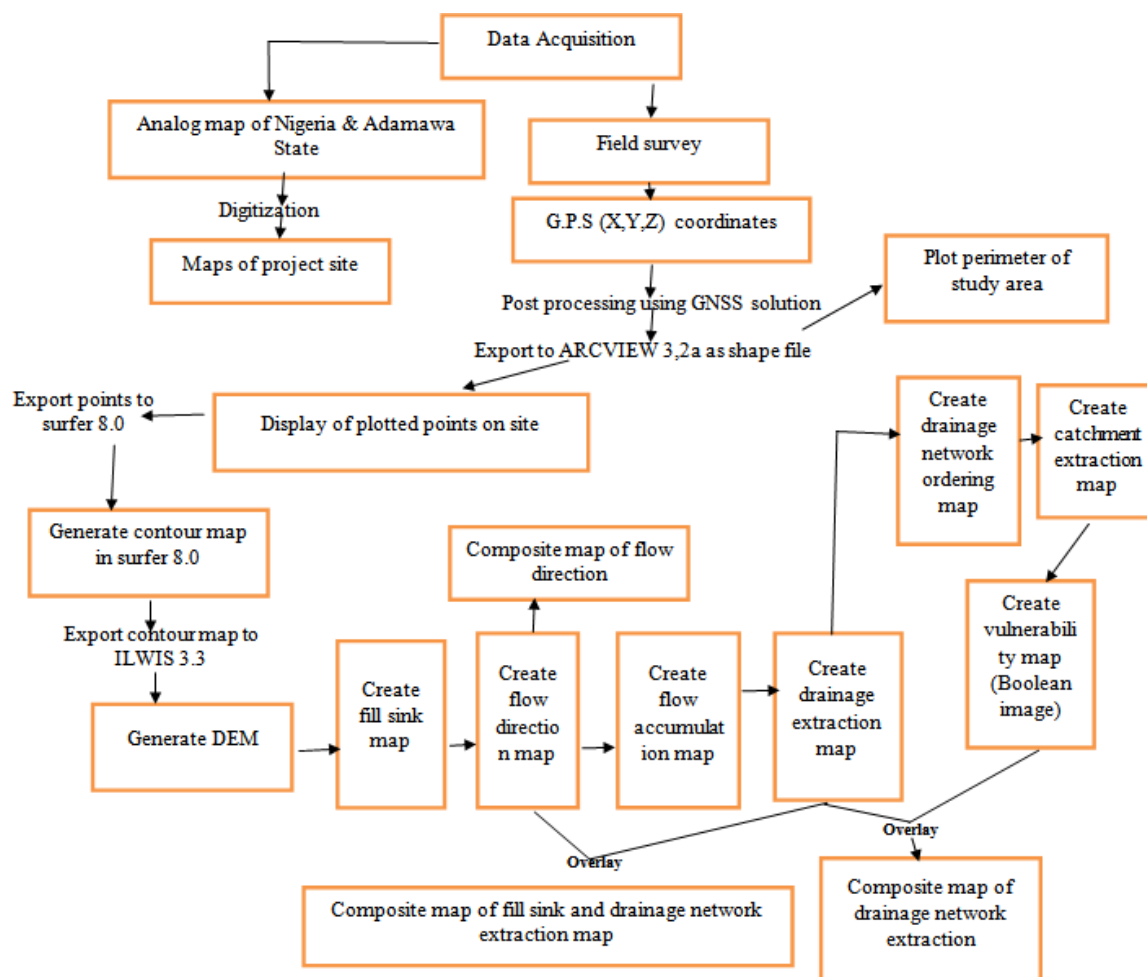 Data Acquisition
Analog map of Nigeria & Adamawa
State
Field survey
Digitization
G.P.S (X,Y,Z) coordinates
Maps of project site
Plot perimeter of
study area
Post processing using GNSS solution
Export to ARCVIEW 3,2a as shape file
Export points to
surfer 8.0
Display of plotted points on site
Create
drainage
network
ordering
map
Create
catchment
extraction
map
Generate contour map
in surfer 8.0
Composite map of flow
direction
Export contour map to
ILWIS 3.3
Generate DEM
Create
fill sink
map
Create
flow
directio
n map
Create
flow
accumulat
ion map
Create
drainage
extraction
map
Create
vulnerabili
ty map
(Boolean
image)
Overlay
Overlay
Composite map of fill sink and drainage network
extraction map
Composite map of
drainage network
extraction